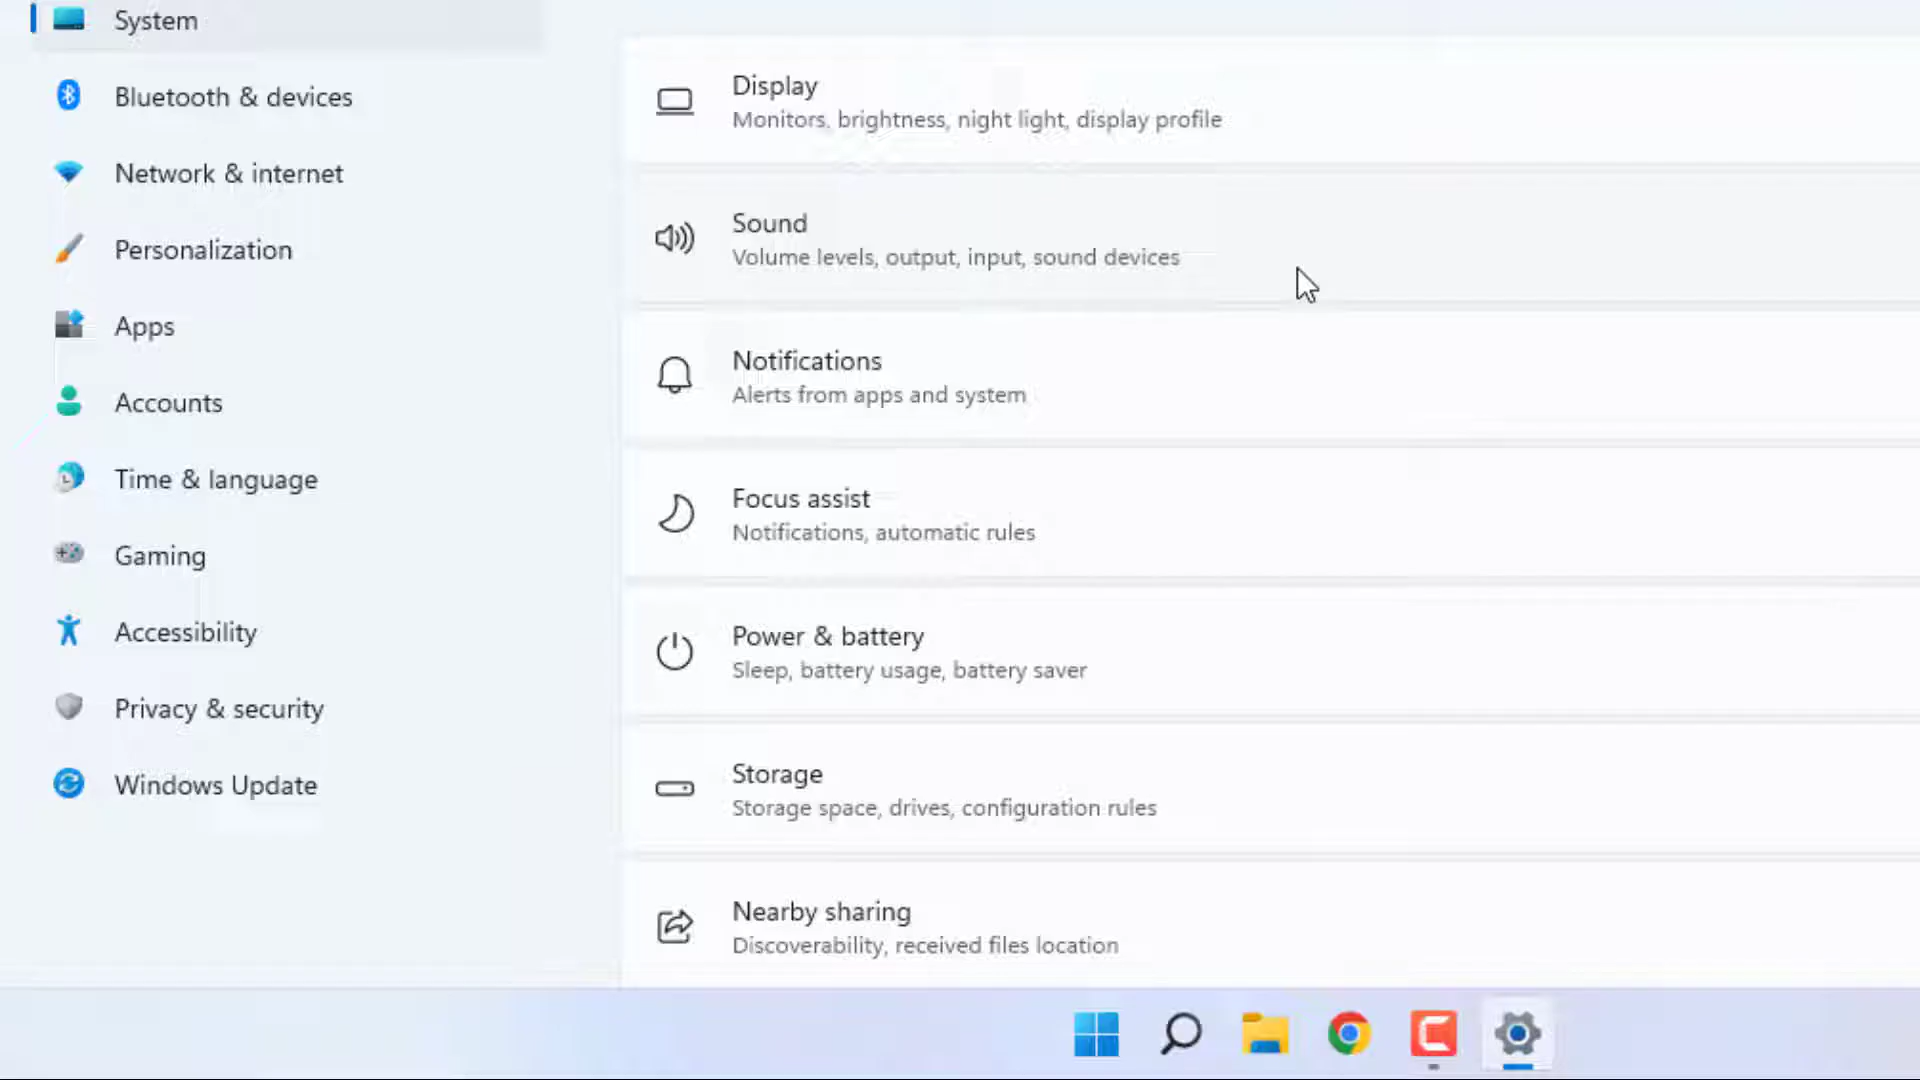 System
Bluetooth & devices
Network & internet
Personalization
Apps
Accounts
Time & language
Gaming
Accessibility
Privacy & security
Windows Update
Display
Monitors, brightness, night light, display profile
Sound
Volume levels, output, input, sound devices
Notifications
Alerts from apps and system
Focus assist
Notifications, automatic rules
Power & battery
Sleep, battery usage, battery saver
Storage
Storage space, drives, configuration rules
Nearby sharing
Discoverability, received files location